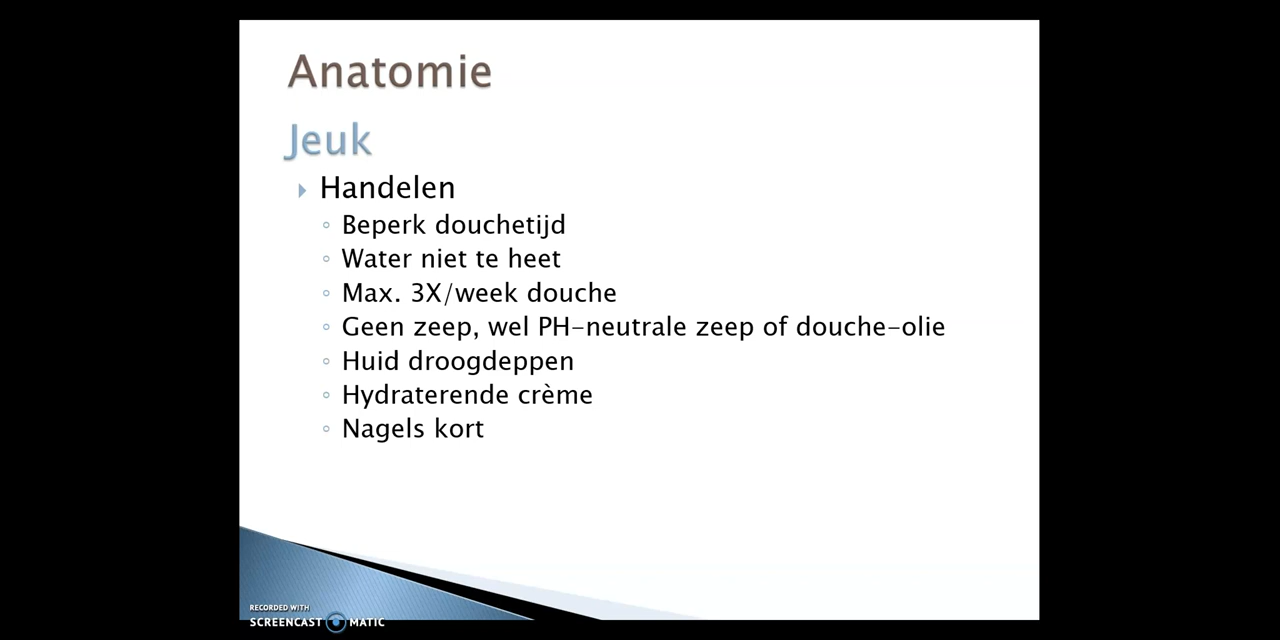 Anatomie
Jeuk
Handelen
Beperk douchetijd
Water niet te heet
Max. 3X/week douche
Geen zeep, wel PH-neutrale zeep of douche-olie
Huid droogdeppen
Hydraterende crème
Nagels kort
RECORDED WITH
SCREENCAST MATIC